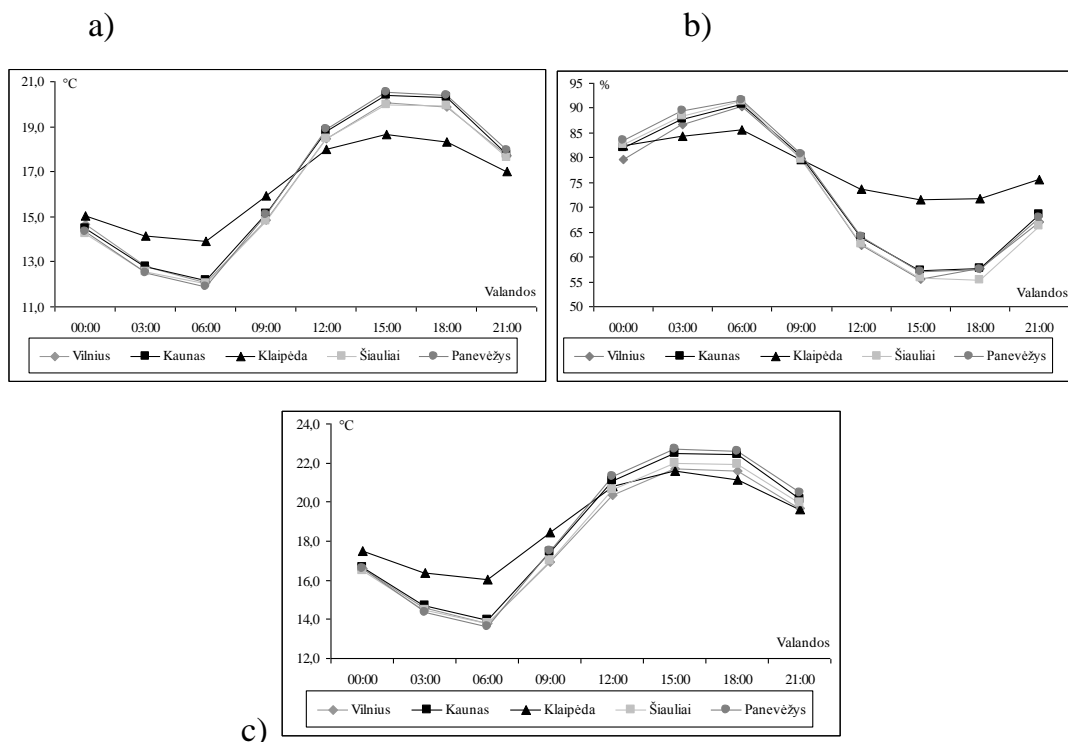 a)
b)
°C
21,0
19,0
17,0
15,0
13,0
11,0
Valandos
00:00 03:00 06:00 09:00 12:00 15:00 18:00 21:00
Vilnius Kaunas Klaipėda Šiauliai Panevėžys
%
95
90
85
80
75
70
65
60
55
50
Valandos
00:00 03:00 06:00 09:00 12:00 15:00 18:00 21:00
Vilnius Kaunas Klaipėda Šiauliai Panevėžys
°C
24,0
22,0
20,0
18,0
16,0
14,0
12,0
Valandos
00:00 03:00 06:00 09:00 12:00 15:00 18:00 21:00
Vilnius Kaunas Klaipėda Šiauliai Panevėžys
c)